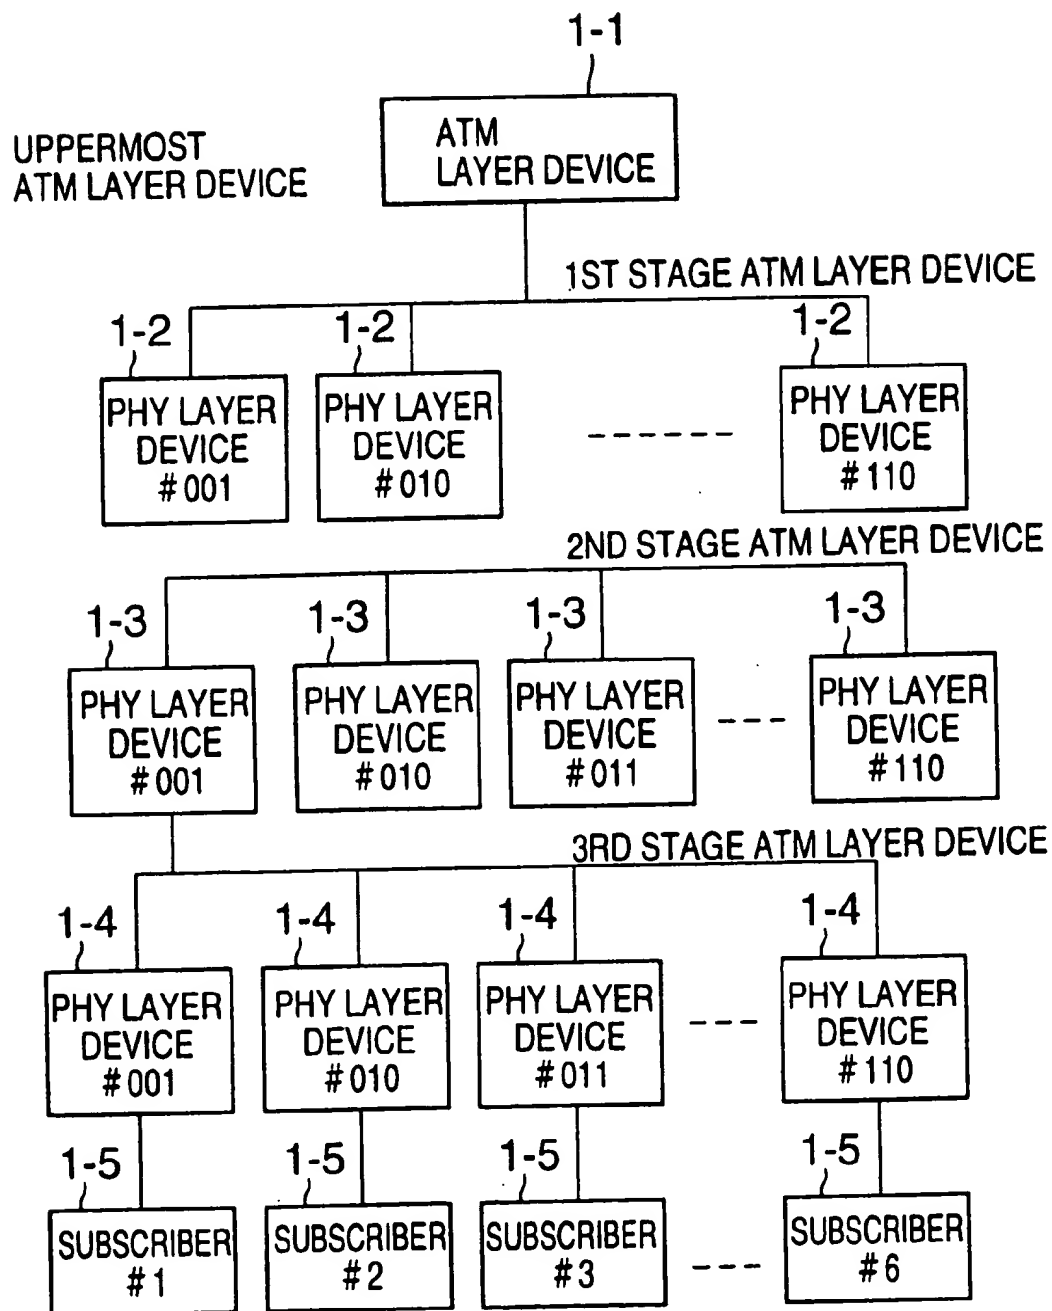 1-1
UPPERMOST
ATM LAYER DEVICE
ATM
LAYER DEVICE
1ST STAGE ATM LAYER DEVICE
1-2
1-2
1-2
PHY LAYER
DEVICE
#001
PHY LAYER
DEVICE
#010
PHY LAYER
DEVICE
#110
2ND STAGE ATM LAYER DEVICE
1-3
1-3
1-3
1-3
PHY LAYER
DEVICE
#001
PHY LAYER
DEVICE
#010
PHY LAYER
DEVICE
#011
PHY LAYER
DEVICE
#110
3RD STAGE ATM LAYER DEVICE
1-4
1-4
1-4
1-4
PHY LAYER
DEVICE
#001
PHY LAYER
DEVICE
#010
PHY LAYER
DEVICE
#011
PHY LAYER
DEVICE
#110
1-5
1-5
1-5
1-5
SUBSCRIBER
#1
SUBSCRIBER
#2
SUBSCRIBER
#3
SUBSCRIBER
#6